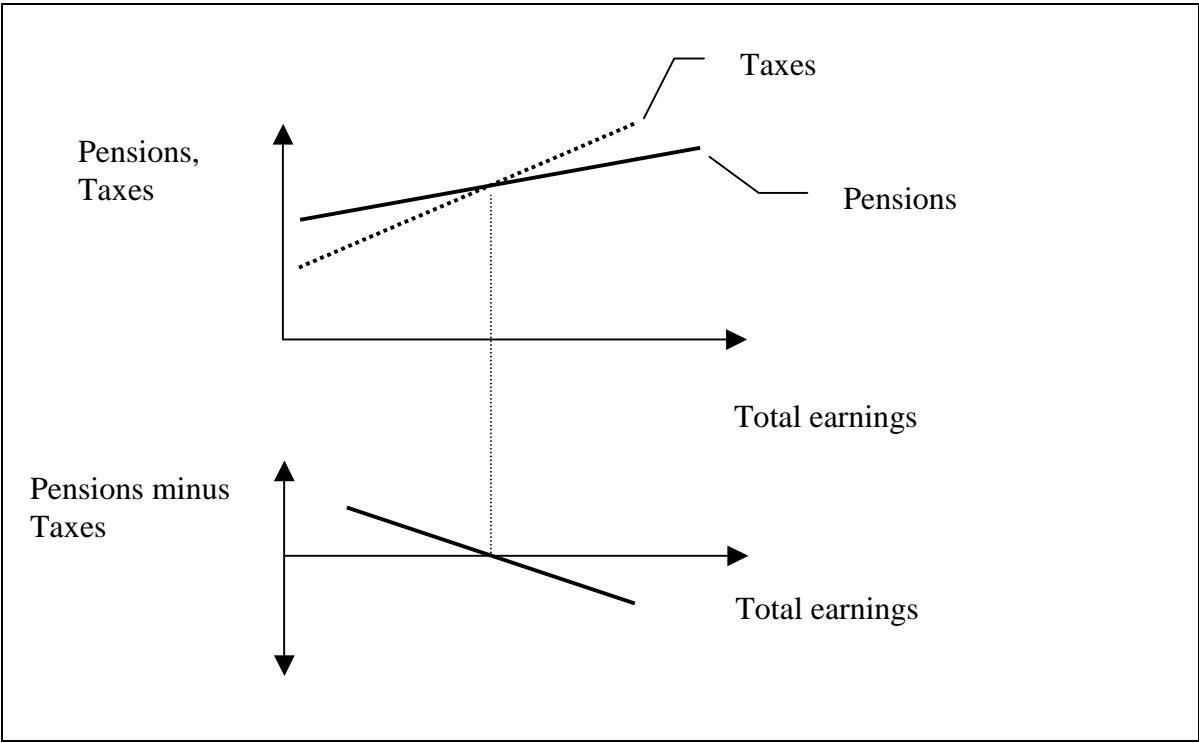 Taxes
Pensions,
Taxes
Pensions
Total earnings
Pensions minus
Taxes
Total earnings